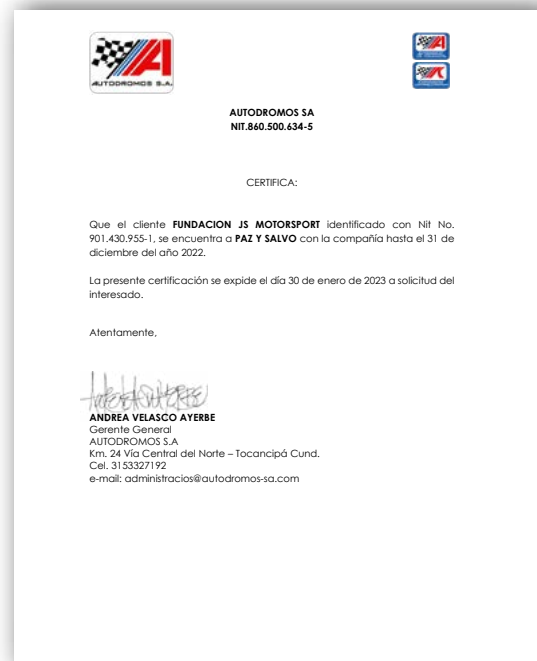 AUTODROMOS S.A.
AUTODROMOS SA
NIT.860.500.634-5
CERTIFICA:
Que el cliente FUNDACION JS MOTORSPORT identificado con Nit No.
901.430.955-1, se encuentra a PAZ Y SALVO con la compañía hasta el 31 de
diciembre del año 2022.
La presente certificación se expide el día 30 de enero de 2023 a solicitud del
interesado.
Atentamente,
ANDREA VELASCO AYERBE
Gerente General
AUTODROMOS S.A
Km. 24 Vía Central del Norte – Tocancipá Cund.
Cel. 3153327192
e-mail: administracios@autodromos-sa.com